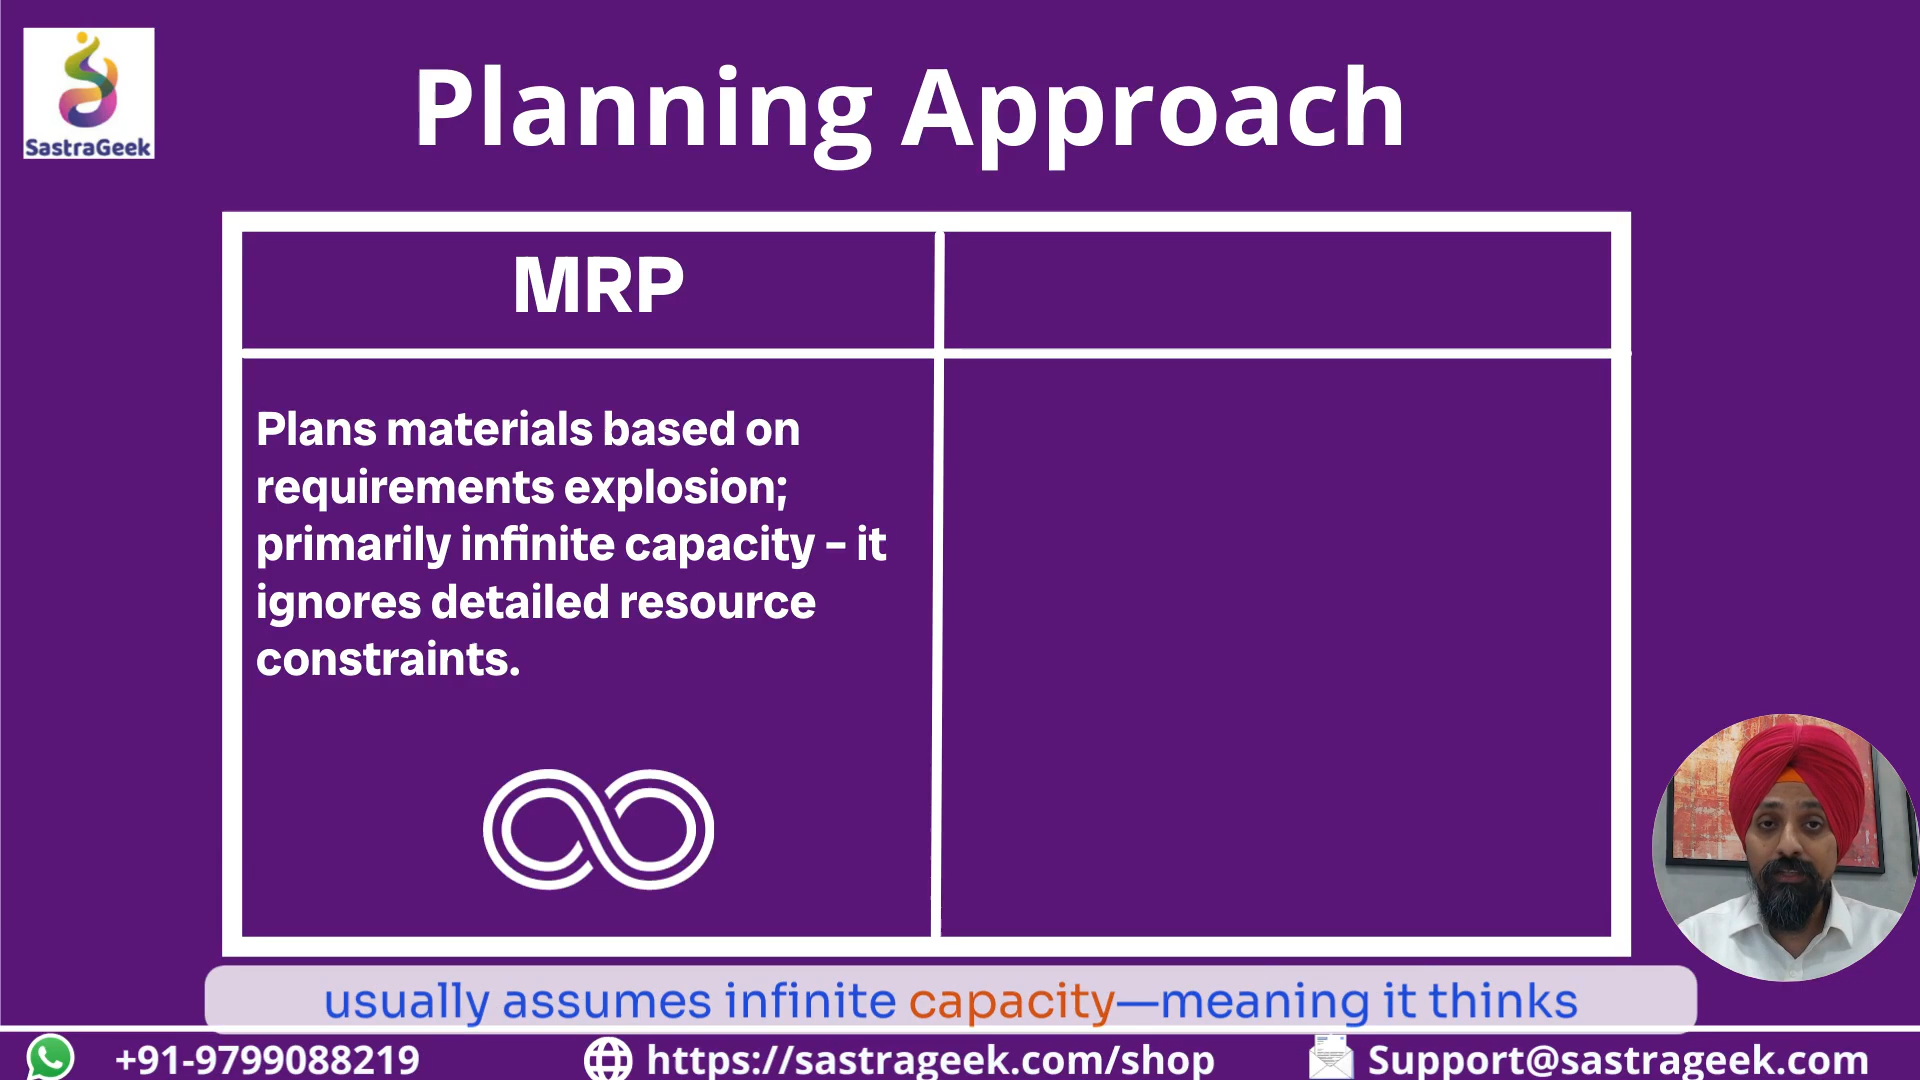 SastraGeek
Planning Approach
MRP
Plans materials based on
requirements explosion;
primarily infinite capacity – it
ignores detailed resource
constraints.
usually assumes infinite capacity—meaning it thinks
+91-9799088219
https://sastrageek.com/shop
Support@sastrageek.com